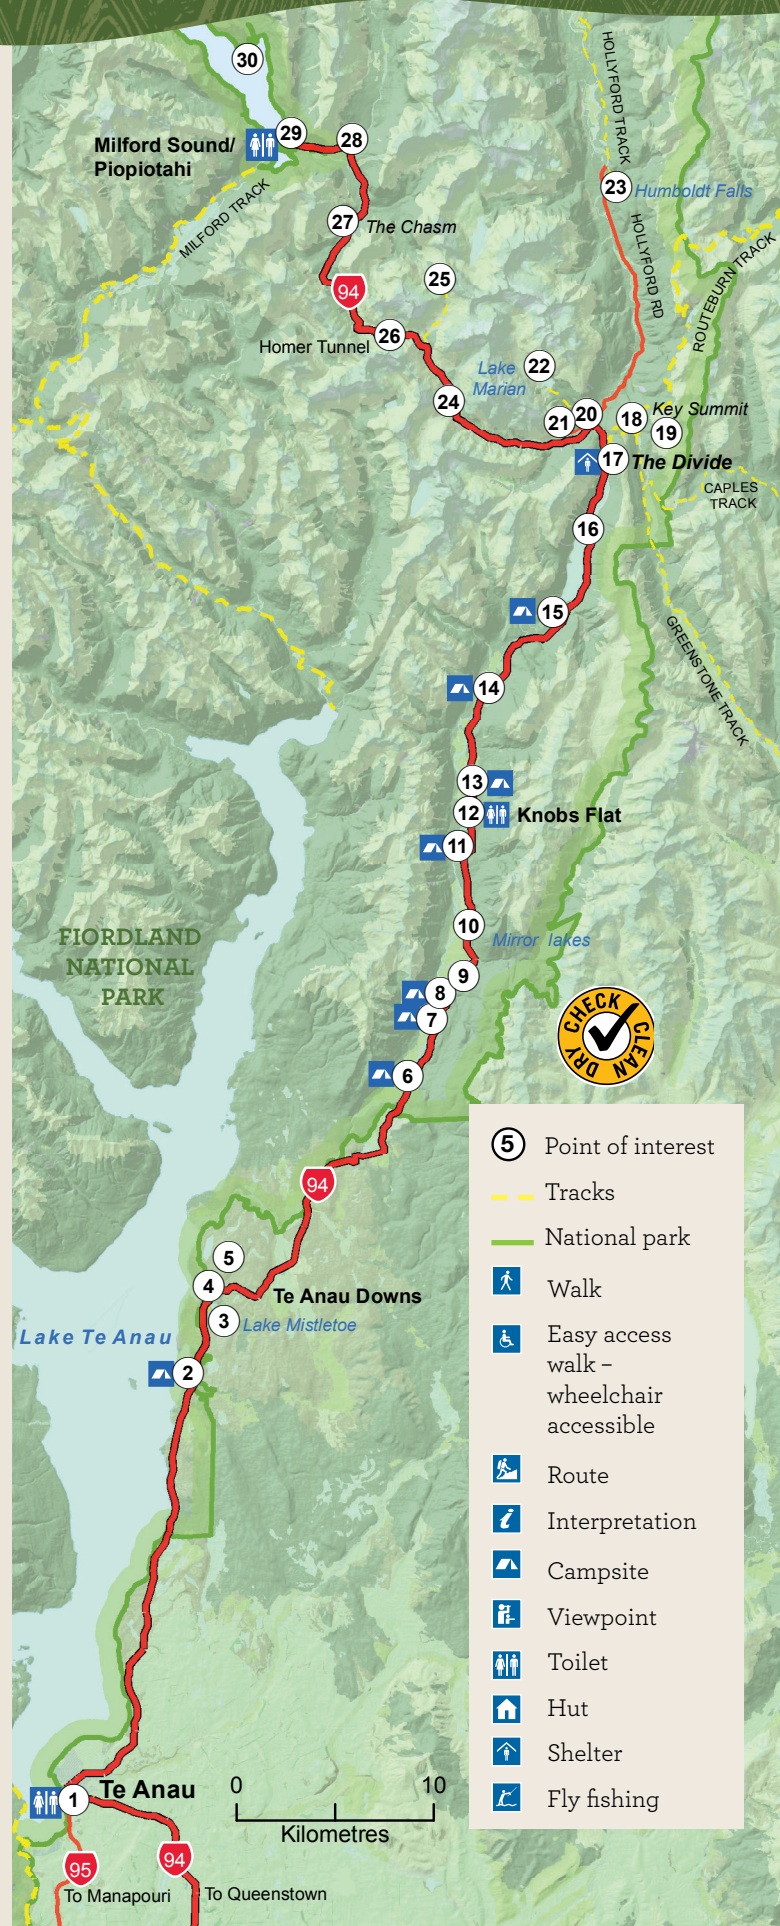 30
29
28
Milford Sound/
Piopiotahi
MILFORD TRACK
27
The Chasm
94
25
26
Homer Tunnel
HOLLYFORD TRACK
23
Humboldt Falls
HOLLYFORD RD
ROUTEBURN TRACK
22
Lake
Marian
24
21
20
18
Key Summit
19
17
The Divide
CAPLES
TRACK
16
15
GREENSTONE TRACK
14
13
12
Knobs Flat
11
10
Mirror lakes
FIORDLAND
NATIONAL
PARK
9
8
7
CHECK
CLEAN
DRY
6
94
5
4
Te Anau Downs
3
Lake Mistletoe
Lake Te Anau
2
5
Point of interest
Tracks
National park
Walk
Easy access
walk –
wheelchair
accessible
Route
Interpretation
Campsite
Viewpoint
Toilet
Hut
Shelter
Fly fishing
1
Te Anau
0
10
Kilometres
95
94
To Manapouri
To Queenstown